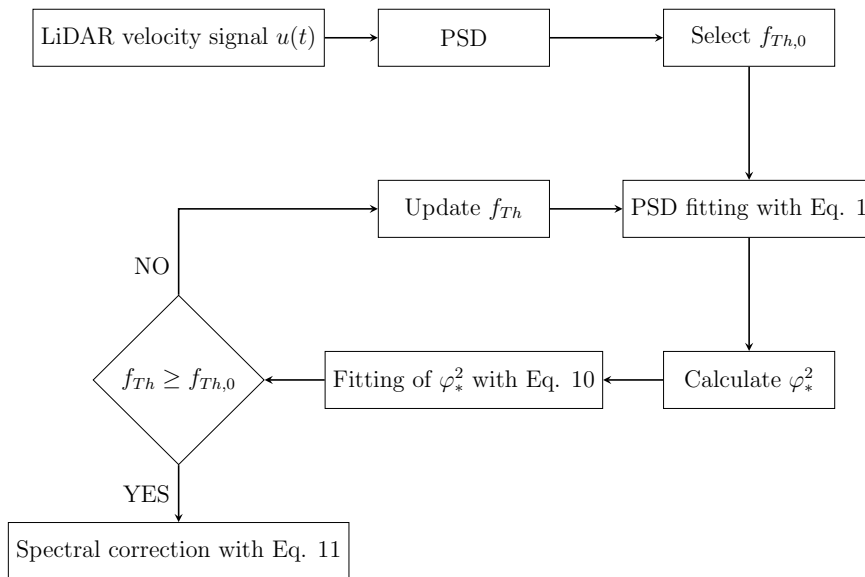 LiDAR velocity signal u(t)
PSD
Select f_{Th,0}
Update f_{Th}
PSD fitting with Eq. 1
NO
f_{Th} ≥ f_{Th,0}
Fitting of φ_*^2 with Eq. 10
Calculate φ_*^2
YES
Spectral correction with Eq. 11